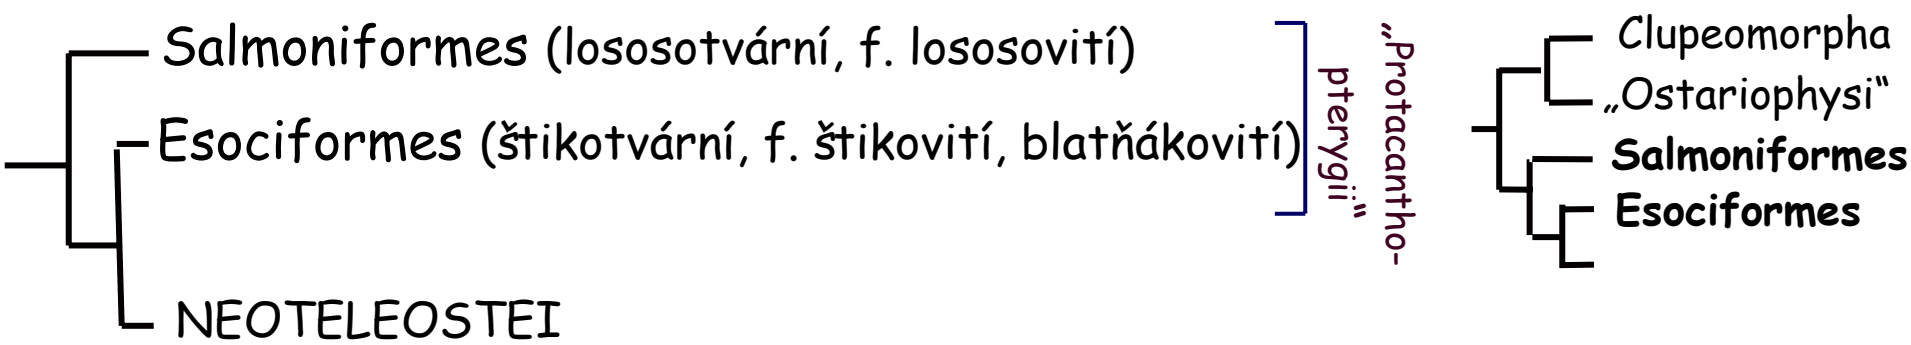 Salmoniformes (lososotvární, f. lososovití)
Esociformes (štikotvární, f. štikovití, blatňákovití)
NEOTELEOSTEI
„Protacantho-
pterygii“
Clupeomorpha
„Ostariophysi“
Salmoniformes
Esociformes